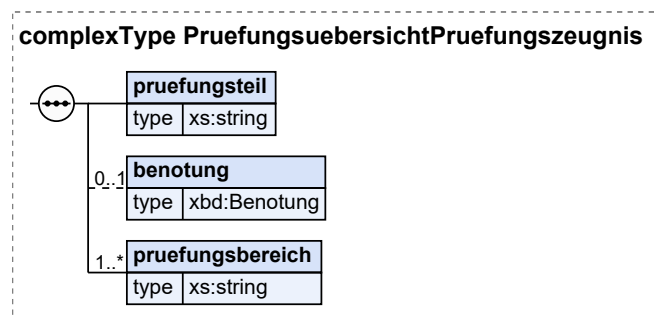 complexType PruefungsuebersichtPruefungszeugnis
pruefungsteil
type xs:string
0..1 benotung
type xbd:Benotung
1..* pruefungsbereich
type xs:string